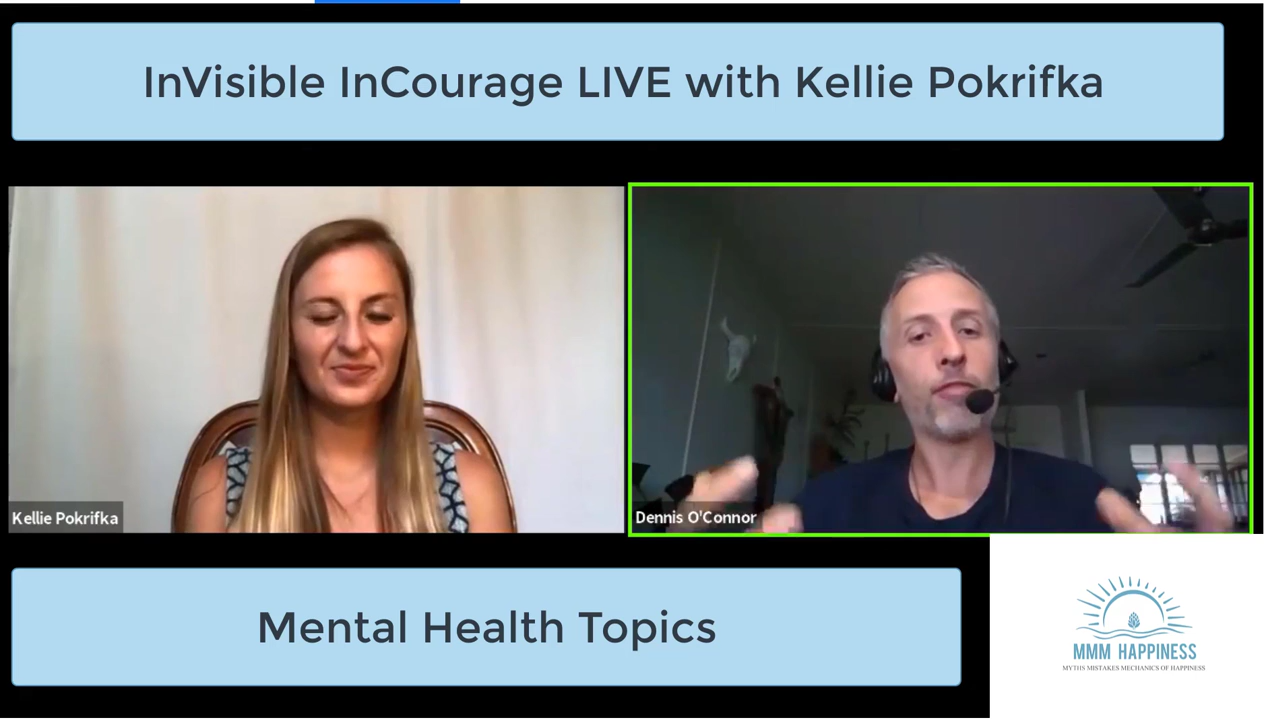 InVisible InCourage LIVE with Kellie Pokrifka
Kellie Pokrifka
Dennis O'Connor
Mental Health Topics
MMM HAPPINESS
MYTHS MISTAKES MECHANICS OF HAPPINESS